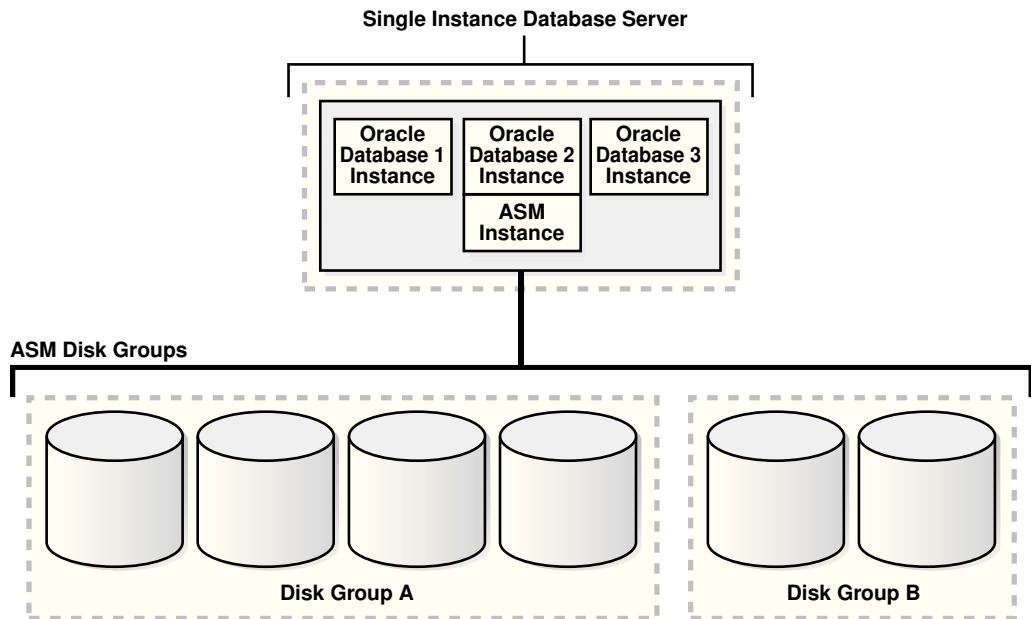 Single Instance Database Server
Oracle
Database 1
Instance
Oracle
Database 2
Instance
Oracle
Database 3
Instance
ASM
Instance
ASM Disk Groups
Disk Group A
Disk Group B